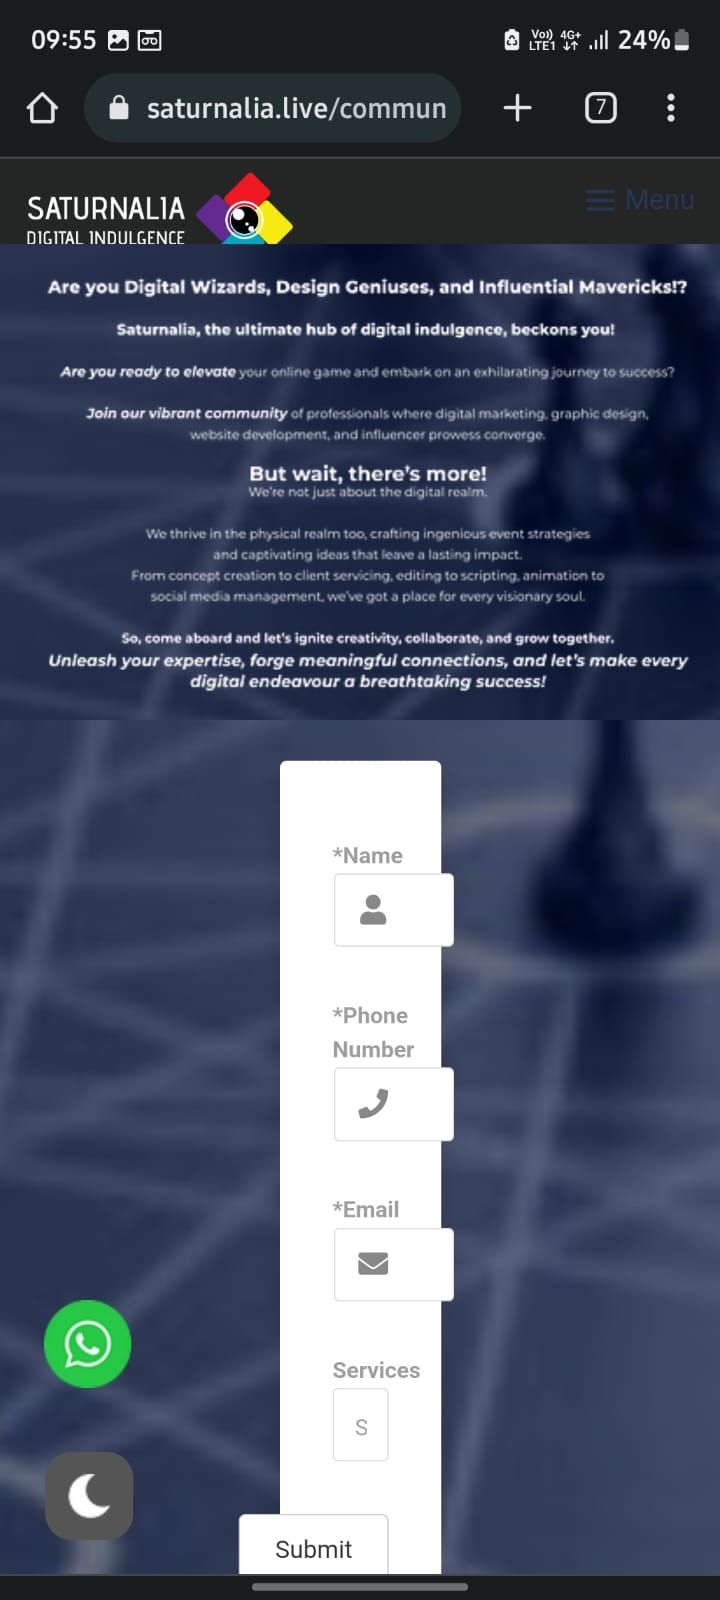 09:55
Vo)) LTE1 4G+ 24%
saturnalia.live/commun
7
SATURNALIA
DIGITAL INDULGENCE
Menu
Are you Digital Wizards, Design Geniuses, and Influential Mavericks!?
Saturnalia, the ultimate hub of digital indulgence, beckons you!
Are you ready to elevate your online game and embark on an exhilarating journey to success?
Join our vibrant community of professionals where digital marketing, graphic design,
website development, and influencer prowess converge.
But wait, there's more!
We're not just about the digital realm.
We thrive in the physical realm too, crafting ingenious event strategies
and captivating ideas that leave a lasting impact.
From concept creation to client servicing, editing to scripting, animation to
social media management, we've got a place for every visionary soul.
So, come aboard and let's ignite creativity, collaborate, and grow together.
Unleash your expertise, forge meaningful connections, and let's make every
digital endeavour a breathtaking success!
*Name
*Phone
Number
*Email
Services
S
Submit